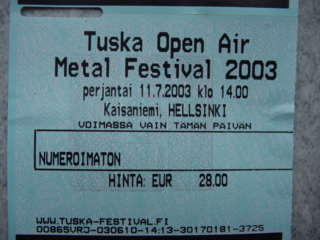 Tuska Open Air
Metal Festival 2003
perjantai 11.7.2003 klo 14.00
Kaisaniemi, HELLSINKI
VOIMASSA VAIN TAMAN PAIVAN
NUMEROIMATON
HINTA: EUR 28.00
WWW.TUSKA-FESTIVAL.FI
00865VRJ-030610-14:13-30170181-3725